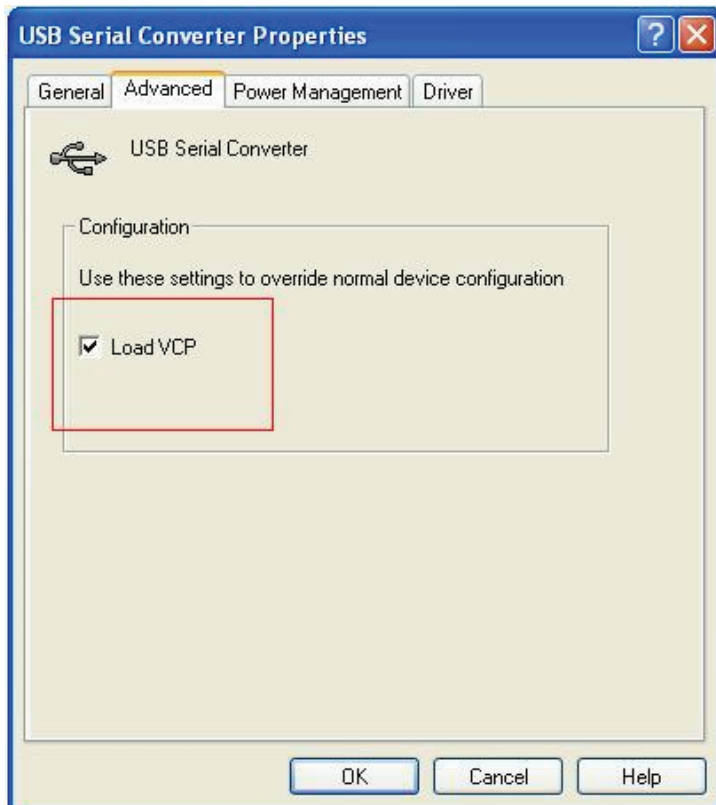 USB Serial Converter Properties
General Advanced Power Management Driver
USB Serial Converter
Configuration
Use these settings to override normal device configuration
Load VCP
OK Cancel Help